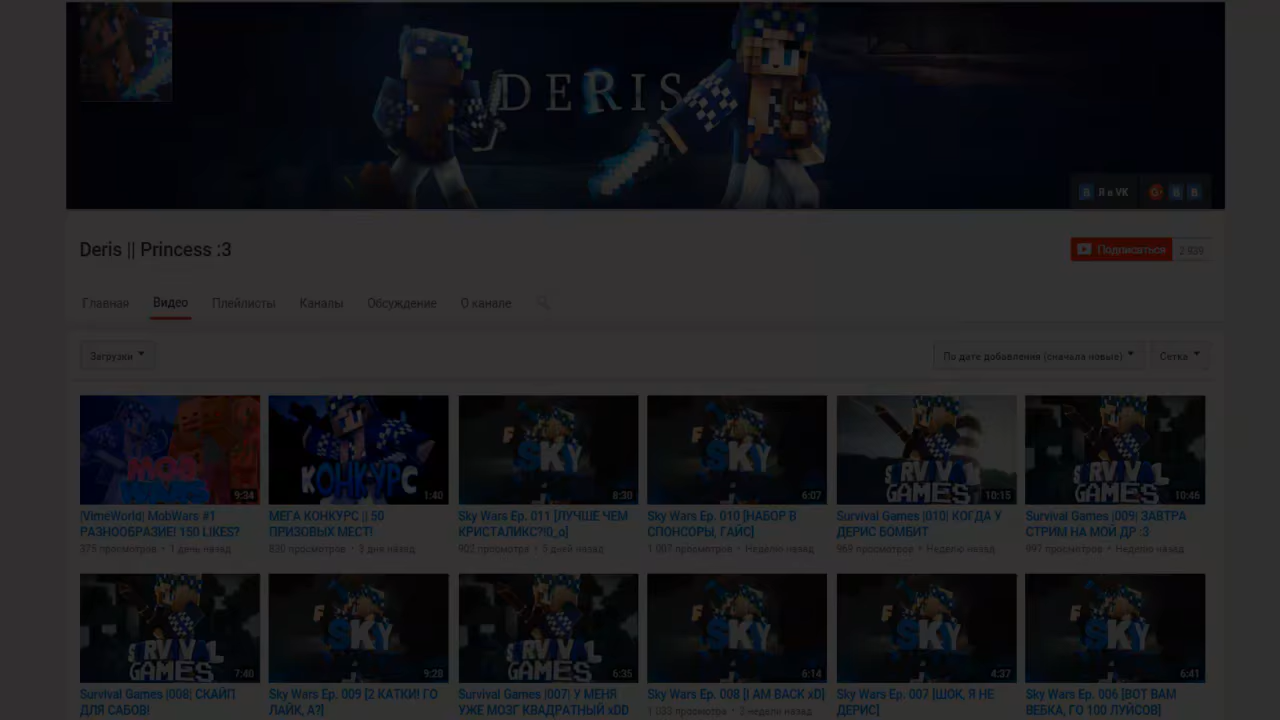 DERIS
Я в VK
Deris || Princess :3
Подписаться 2 939
Главная Видео Плейлисты Каналы Обсуждение О канале
Загрузки По дате добавления (сначала новые) Сетка
MOB WARS 9:34
КОНКУРС 1:40
SKY 8:30
SKY 6:07
GAMES 10:15
GAMES 10:46
|VimeWorld| MobWars #1
РАЗНООБРАЗИЕ! 150 LIKES?
375 просмотров • 1 день назад
МЕГА КОНКУРС || 50
ПРИЗОВЫХ МЕСТ!
820 просмотров • 3 дня назад
Sky Wars Ep. 011 [ЛУЧШЕ ЧЕМ
КРИСТАЛИКС?!0_o]
902 просмотра • 5 дней назад
Sky Wars Ep. 010 [НАБОР В
СПОНСОРЫ, ГАЙС]
1 007 просмотров • Неделю назад
Survival Games |010| КОГДА У
ДЕРИС БОМБИТ
969 просмотров • Неделю назад
Survival Games |009| ЗАВТРА
СТРИМ НА МОЙ ДР :3
997 просмотров • Неделю назад
GAMES 7:40
SKY 9:28
GAMES 6:35
SKY 6:14
SKY 4:37
SKY 6:41
Survival Games |008| СКАЙП
ДЛЯ САБОВ!
Sky Wars Ep. 009 [2 КАТКИ! ГО
ЛАЙК, А?]
Survival Games |007| У МЕНЯ
УЖЕ МОЗГ КВАДРАТНЫЙ xDD
Sky Wars Ep. 008 [I AM BACK xD]
1 033 просмотра • 2 недели назад
Sky Wars Ep. 007 [ШОК, Я НЕ
ДЕРИС]
Sky Wars Ep. 006 [ВОТ ВАМ
ВЕБКА, ГО 100 ЛУЙСОВ]